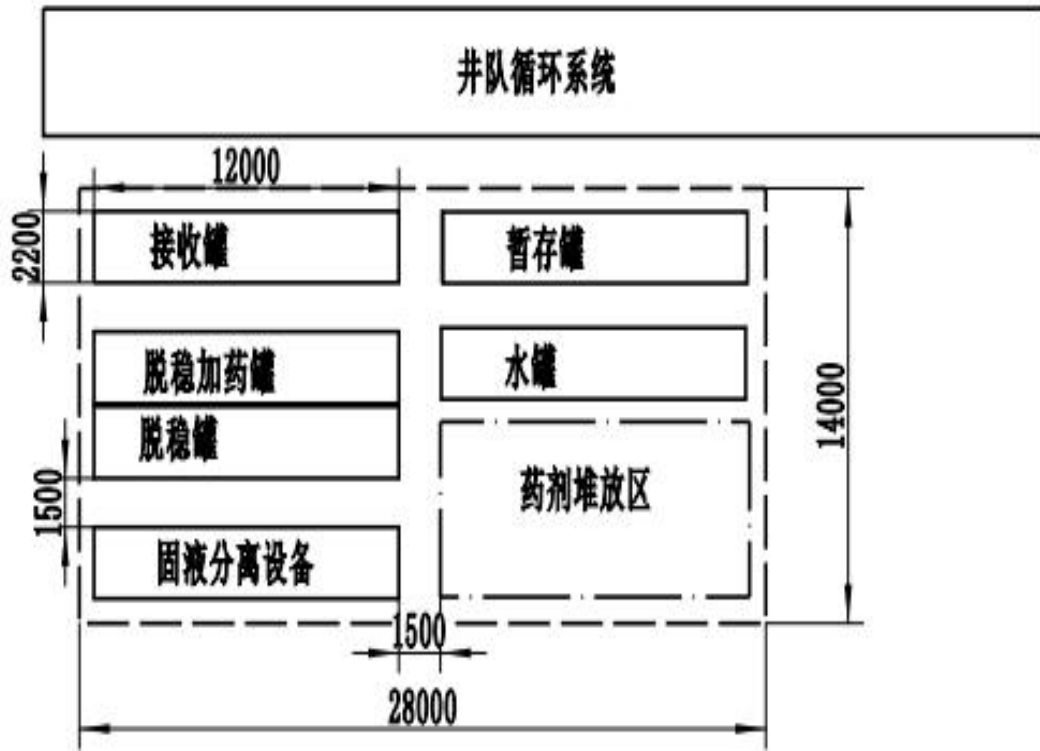 井队循环系统
12000
2200
接收罐
暂存罐
脱稳加药罐
水罐
14000
脱稳罐
1500
药剂堆放区
固液分离设备
1500
28000